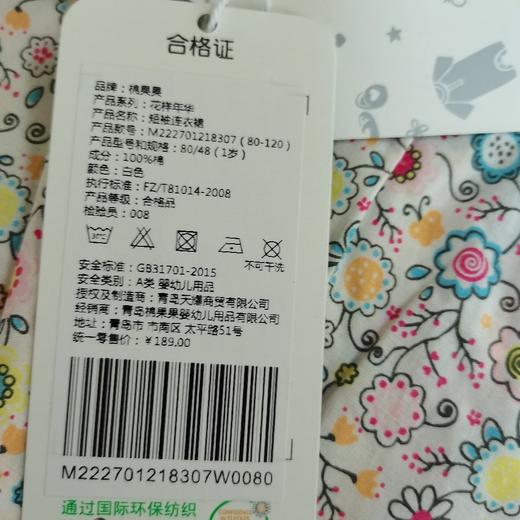 合格证
品牌：棉果果
产品系列：花样年华
产品名称：短袖连衣裙
产品款号：M222701218307（80-120）
产品型号和规格：80/48（1岁）
成分：100%棉
颜色：白色
执行标准：FZ/T81014-2008
产品等级：合格品
检验员：008
不可干洗
安全标准：GB31701-2015
安全类别：A类 婴幼儿用品
授权及制造商：青岛天爆商贸有限公司
经销商：青岛棉果果婴幼儿用品有限公司
地址：青岛市 市南区 太平路51号
统一零售价：￥189.00
M222701218307W0080
通过国际环保纺织
CONFIDENCE
IN TEXTILES